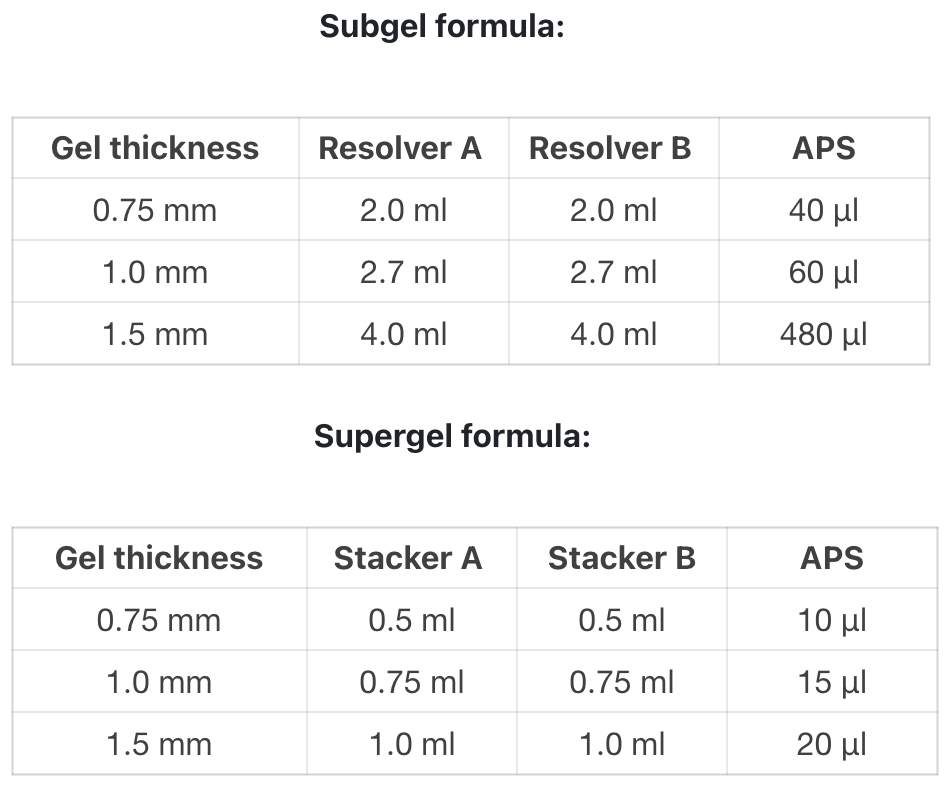 Subgel formula:
Gel thickness Resolver A Resolver B APS
0.75 mm 2.0 ml 2.0 ml 40 μl
1.0 mm 2.7 ml 2.7 ml 60 μl
1.5 mm 4.0 ml 4.0 ml 480 μl
Supergel formula:
Gel thickness Stacker A Stacker B APS
0.75 mm 0.5 ml 0.5 ml 10 μl
1.0 mm 0.75 ml 0.75 ml 15 μl
1.5 mm 1.0 ml 1.0 ml 20 μl